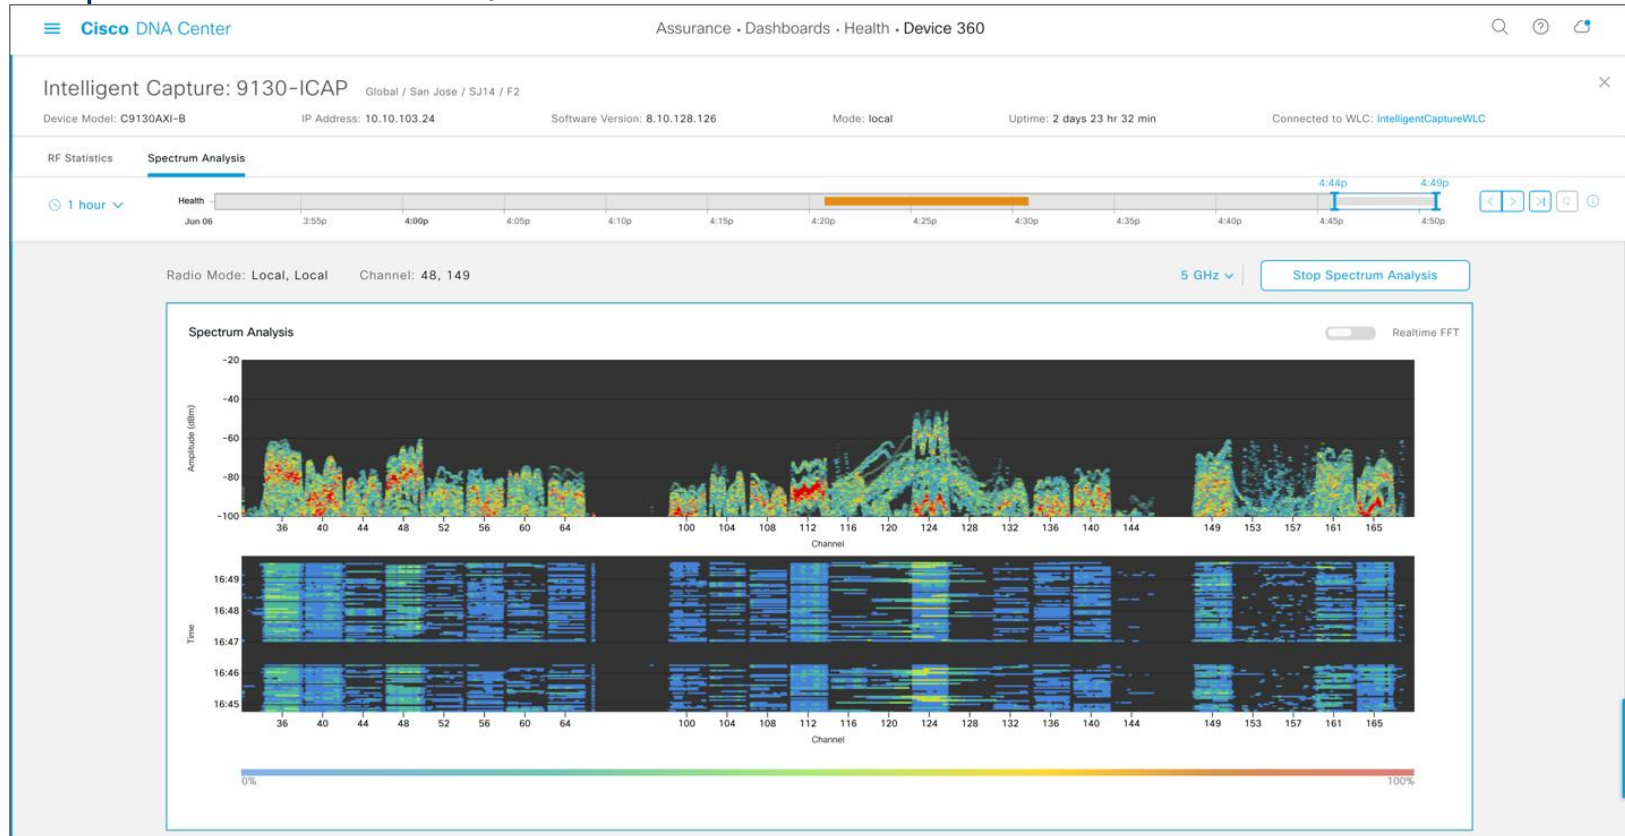 Cisco DNA Center
Assurance • Dashboards • Health • Device 360
Intelligent Capture: 9130-ICAP Global / San Jose / SJ14 / F2
Device Model: C9130AXI-B IP Address: 10.10.103.24 Software Version: 8.10.128.126 Mode: local Uptime: 2 days 23 hr 32 min Connected to WLC: IntelligentCaptureWLC
RF Statistics Spectrum Analysis
4:44p 4:49p
1 hour Health
Jun 06 3:55p 4:00p 4:05p 4:10p 4:15p 4:20p 4:25p 4:30p 4:35p 4:40p 4:45p 4:50p
Radio Mode: Local, Local Channel: 48, 149 5 GHz Stop Spectrum Analysis
Spectrum Analysis Realtime FFT
-20
-40
-60
-80
-100
Amplitude (dBm)
36 40 44 48 52 56 60 64 100 104 108 112 116 120 124 128 132 136 140 144 149 153 157 161 165
Channel
16:49
16:48
16:47
16:46
16:45
Time
36 40 44 48 52 56 60 64 100 104 108 112 116 120 124 128 132 136 140 144 149 153 157 161 165
Channel
0% 100%